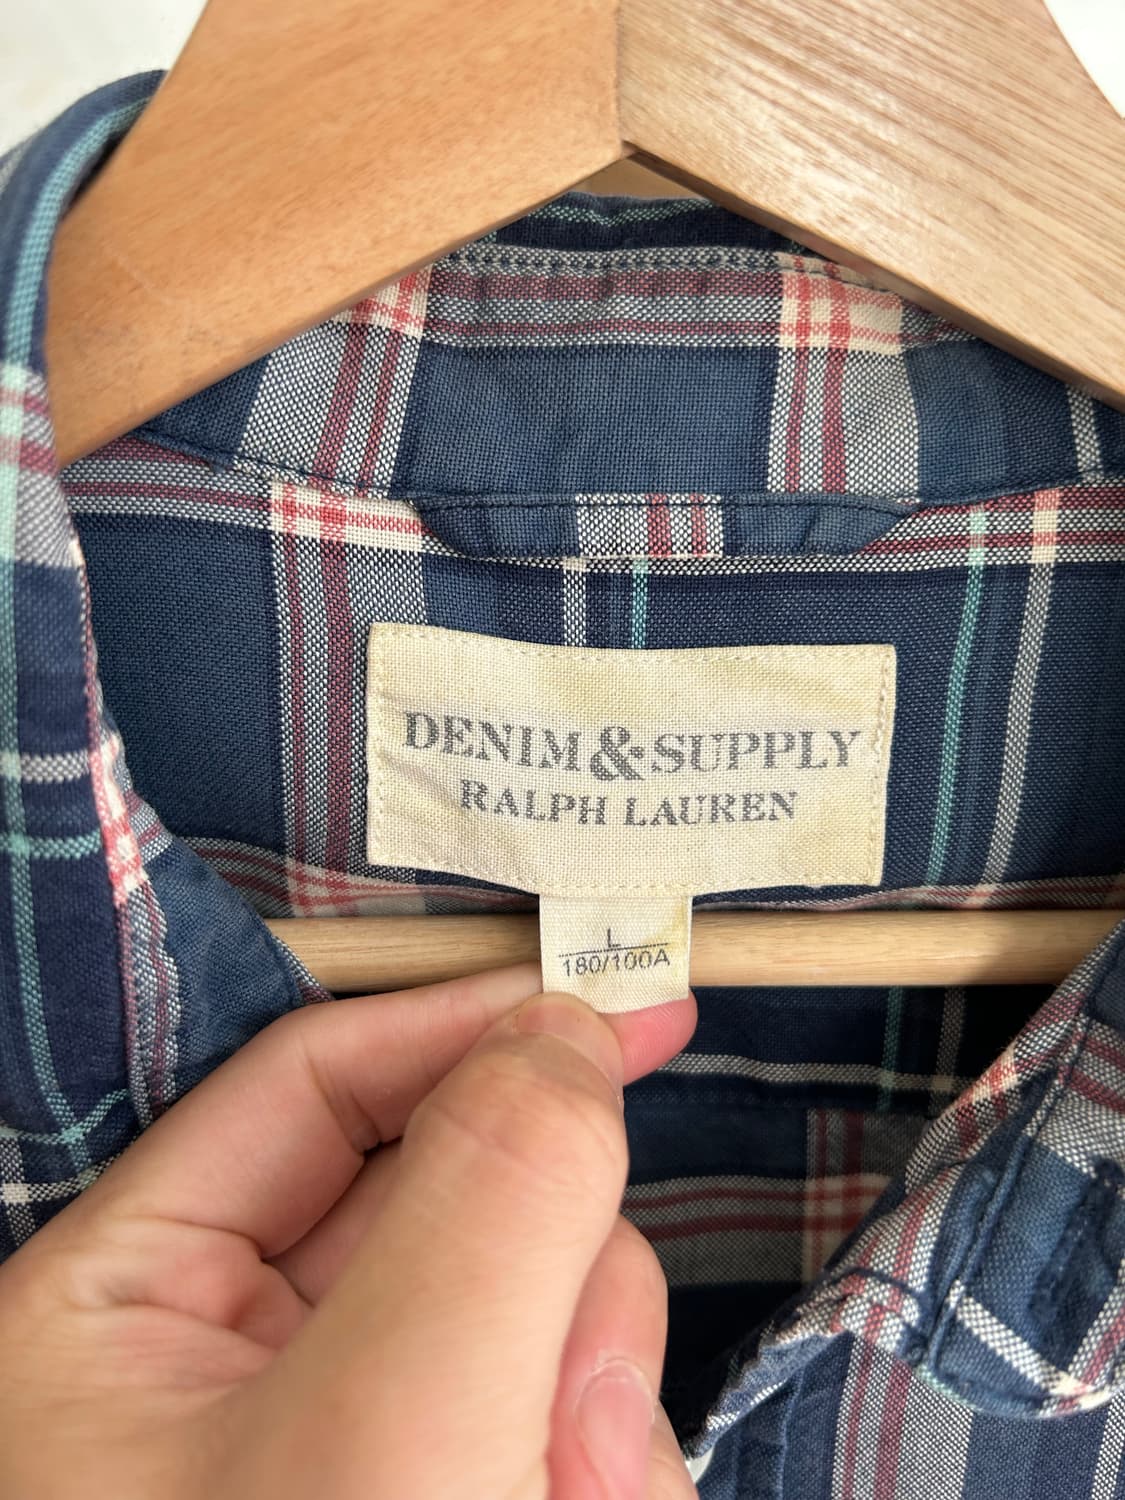 DENIM & SUPPLY
RALPH LAUREN
L
180/100A